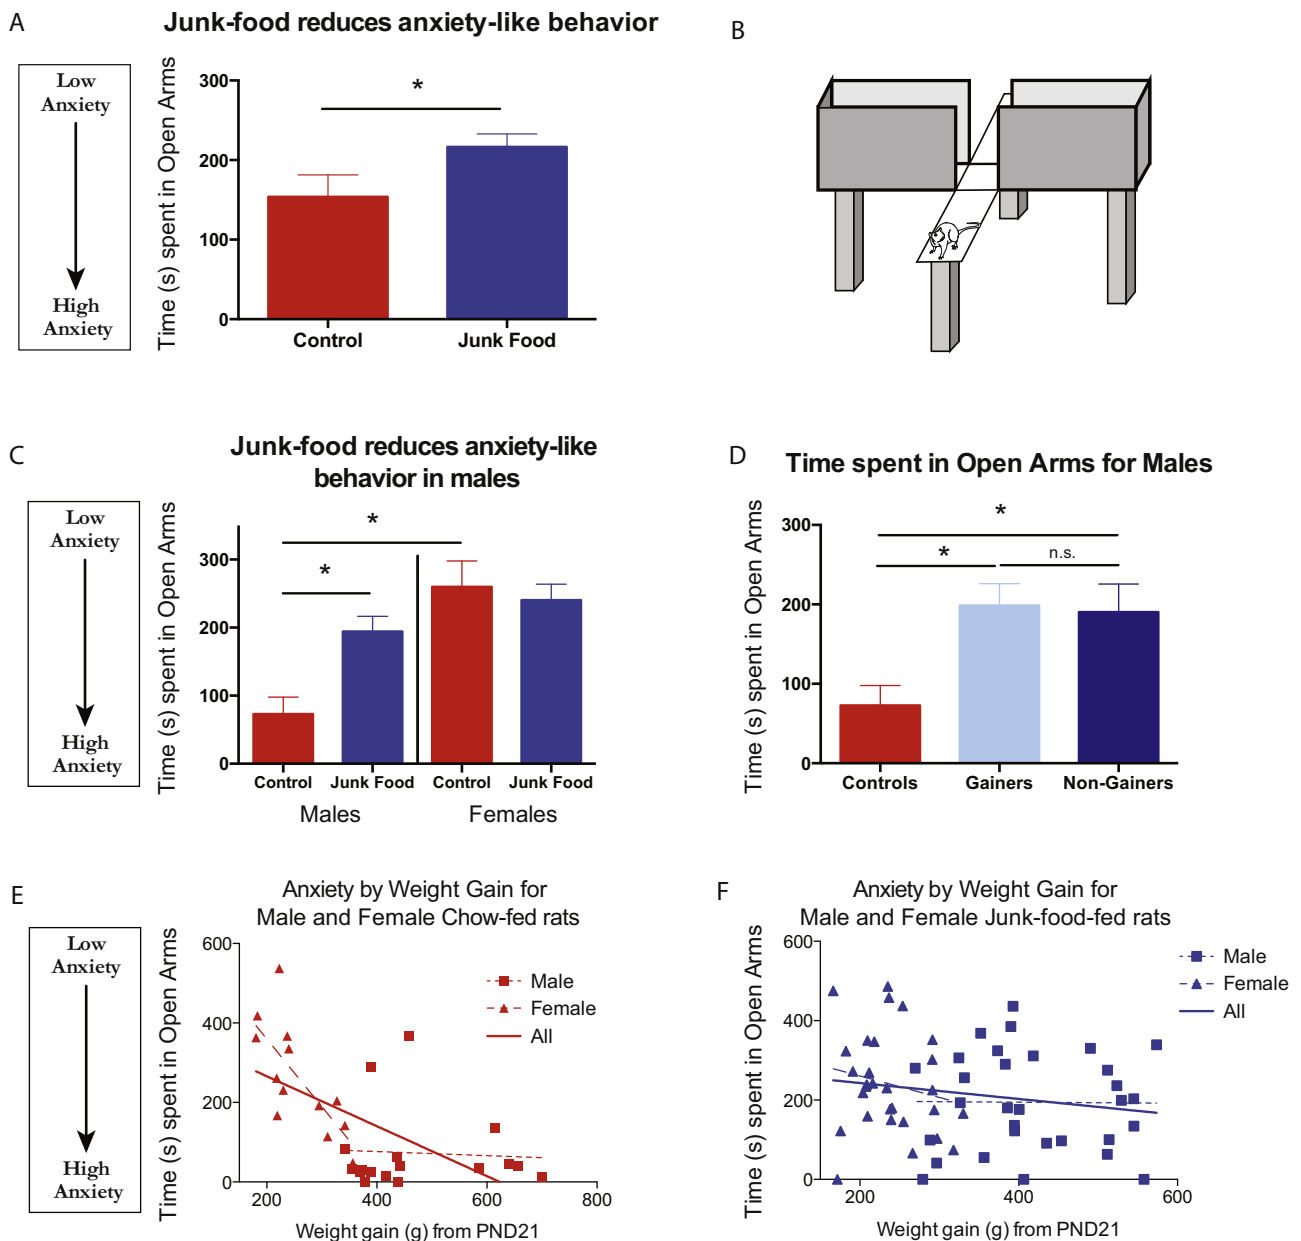 A
Junk-food reduces anxiety-like behavior
Low
Anxiety
High
Anxiety
Time (s) spent in Open Arms
300
200
100
0
*
Control
Junk Food
B
C
Junk-food reduces anxiety-like
behavior in males
Low
Anxiety
High
Anxiety
Time (s) spent in Open Arms
300
200
100
0
*
*
Control
Junk Food
Control
Junk Food
Males
Females
D
Time spent in Open Arms for Males
Time (s) spent in Open Arms
300
200
100
0
*
*
n.s.
Controls
Gainers
Non-Gainers
E
Anxiety by Weight Gain for
Male and Female Chow-fed rats
Low
Anxiety
High
Anxiety
Time (s) spent in Open Arms
600
400
200
0
Male
Female
All
200
400
600
800
Weight gain (g) from PND21
F
Anxiety by Weight Gain for
Male and Female Junk-food-fed rats
Time (s) spent in Open Arms
600
400
200
0
Male
Female
All
200
400
600
Weight gain (g) from PND21